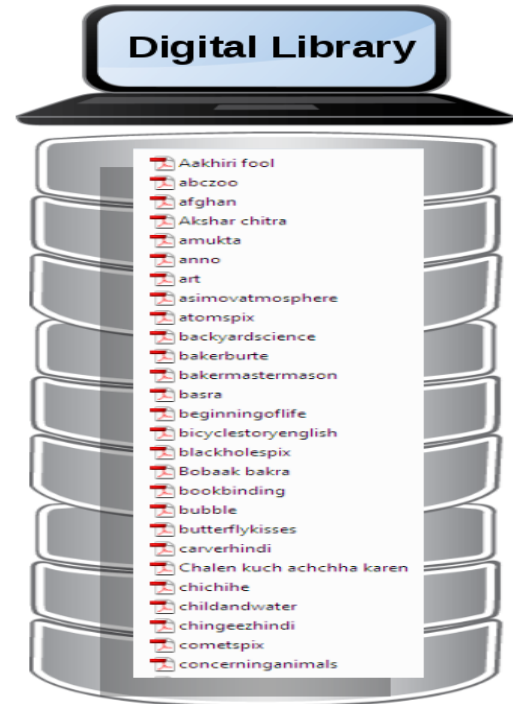 Digital Library
Aakhiri fool
abczoo
afghan
Akshar chitra
amukta
anno
art
asimovatmosphere
atomspix
backyardscience
bakerburte
bakermastermason
basra
beginningoflife
bicyclestoryenglish
blackholespix
Bobaak bakra
bookbinding
bubble
butterflykisses
carverhindi
Chalen kuch achchha karen
chichihe
childandwater
chingeezhindi
cometspix
concerninganimals